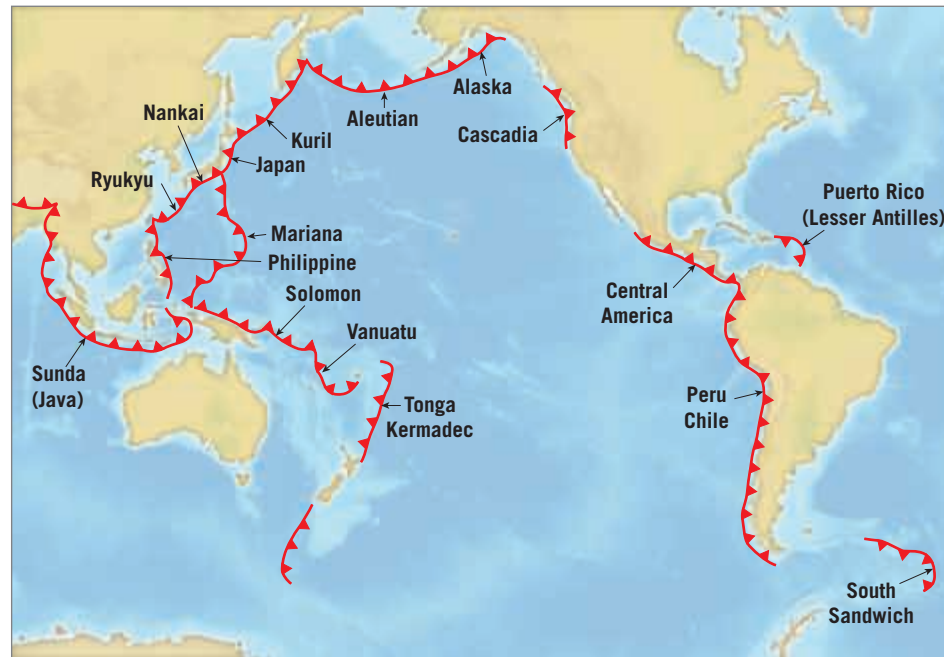 Alaska
Aleutian
Nankai
Kuril
Cascadia
Japan
Ryukyu
Puerto Rico
(Lesser Antilles)
Mariana
Philippine
Solomon
Central
America
Vanuatu
Sunda
(Java)
Tonga
Kermadec
Peru
Chile
South
Sandwich